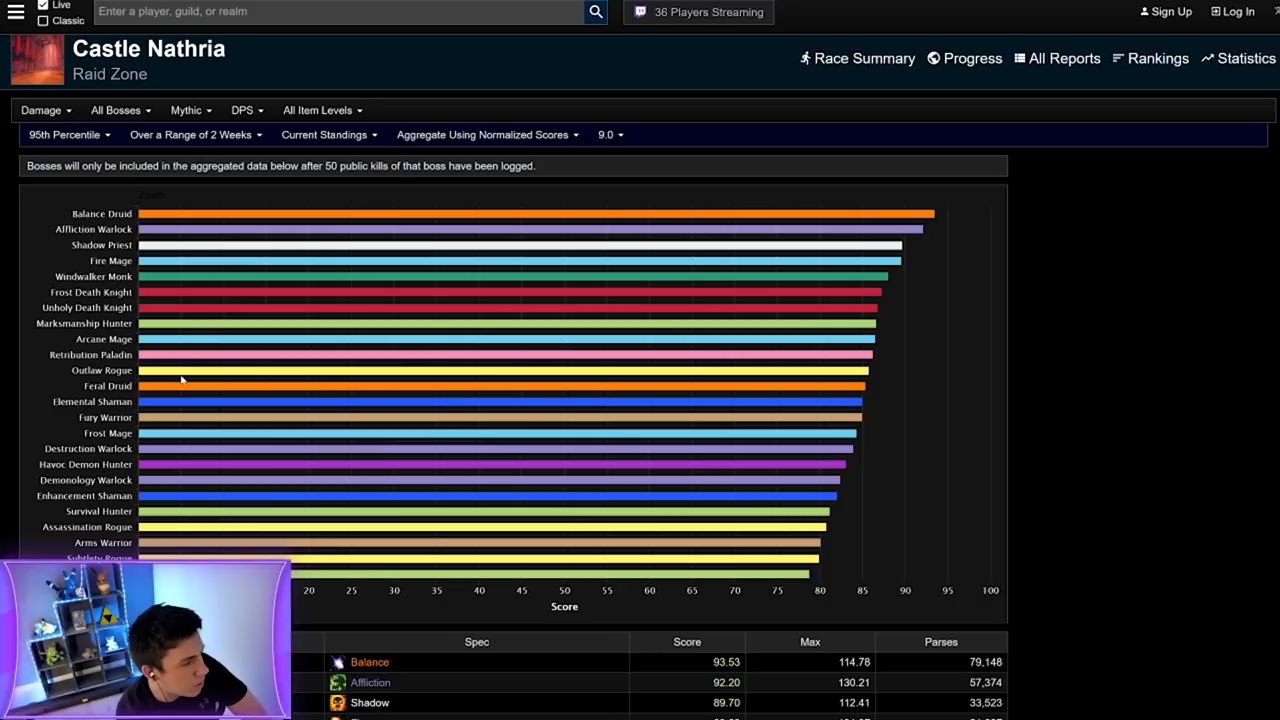 Live
Classic
Enter a player, guild, or realm
36 Players Streaming
Sign Up
Log In
Castle Nathria
Raid Zone
Race Summary
Progress
All Reports
Rankings
Statistics
Damage
All Bosses
Mythic
DPS
All Item Levels
95th Percentile
Over a Range of 2 Weeks
Current Standings
Aggregate Using Normalized Scores
9.0
Bosses will only be included in the aggregated data below after 50 public kills of that boss have been logged.
Zoom
Balance Druid
Affliction Warlock
Shadow Priest
Fire Mage
Windwalker Monk
Frost Death Knight
Unholy Death Knight
Marksmanship Hunter
Arcane Mage
Retribution Paladin
Outlaw Rogue
Feral Druid
Elemental Shaman
Fury Warrior
Frost Mage
Destruction Warlock
Havoc Demon Hunter
Demonology Warlock
Enhancement Shaman
Survival Hunter
Assassination Rogue
Arms Warrior
Subtlety Rogue
20 25 30 35 40 45 50 55 60 65 70 75 80 85 90 95 100
Score
Spec Score Max Parses
Balance 93.53 114.78 79,148
Affliction 92.20 130.21 57,374
Shadow 89.70 112.41 33,523